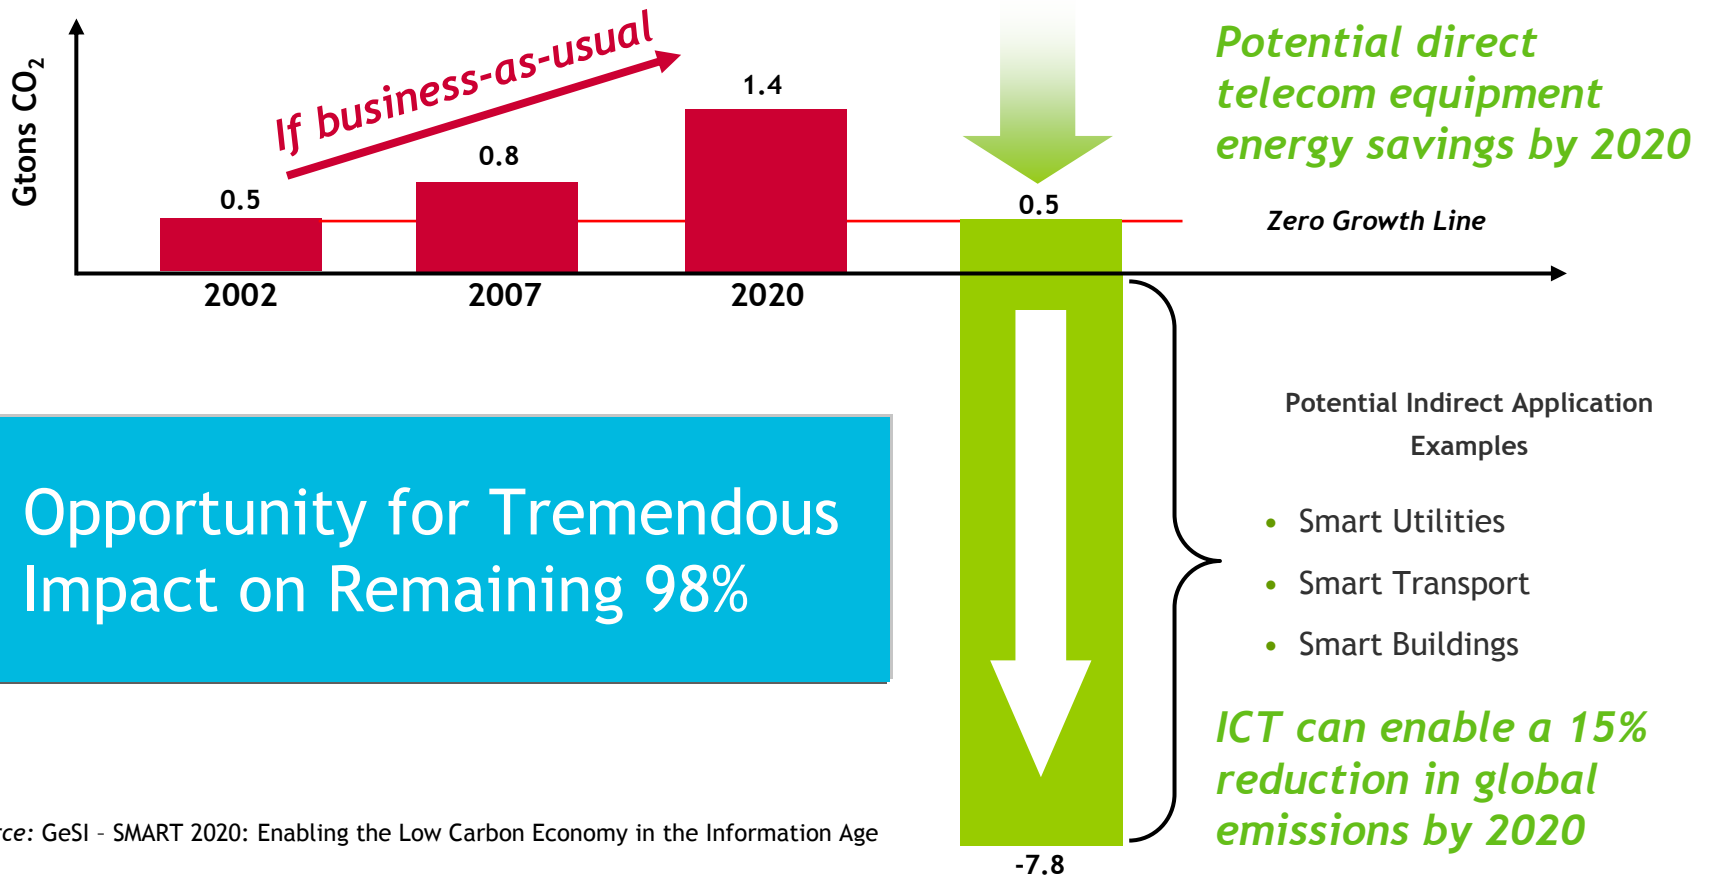 Gtons CO₂
If business-as-usual
0.5
0.8
1.4
0.5
2002
2007
2020
Potential direct
telecom equipment
energy savings by 2020
Zero Growth Line
Potential Indirect Application
Examples
• Smart Utilities
• Smart Transport
• Smart Buildings
ICT can enable a 15%
reduction in global
emissions by 2020
-7.8
Opportunity for Tremendous
Impact on Remaining 98%
rce: GeSI – SMART 2020: Enabling the Low Carbon Economy in the Information Age